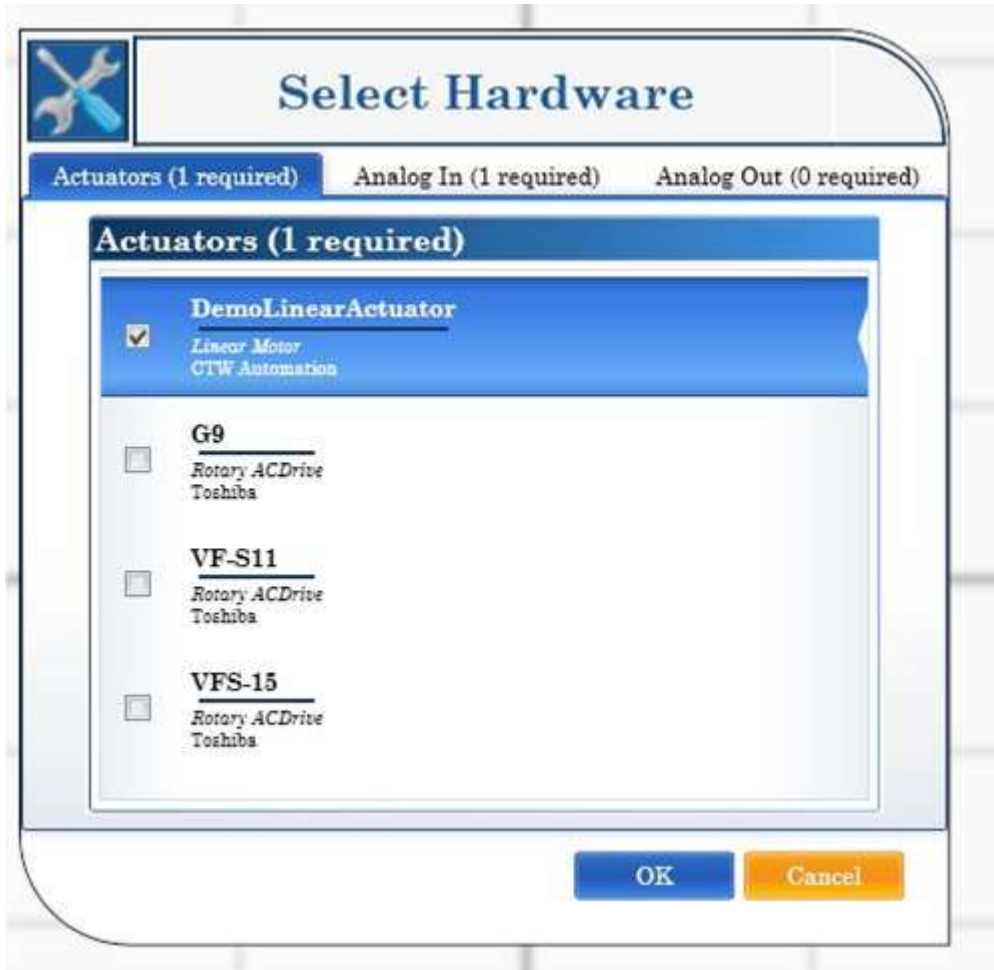 Select Hardware
Actuators (1 required)
Analog In (1 required)
Analog Out (0 required)
Actuators (1 required)
DemoLinearActuator
Linear Motor
CTW Automation
G9
Rotary ACDrive
Toshiba
VF-S11
Rotary ACDrive
Toshiba
VFS-15
Rotary ACDrive
Toshiba
OK
Cancel